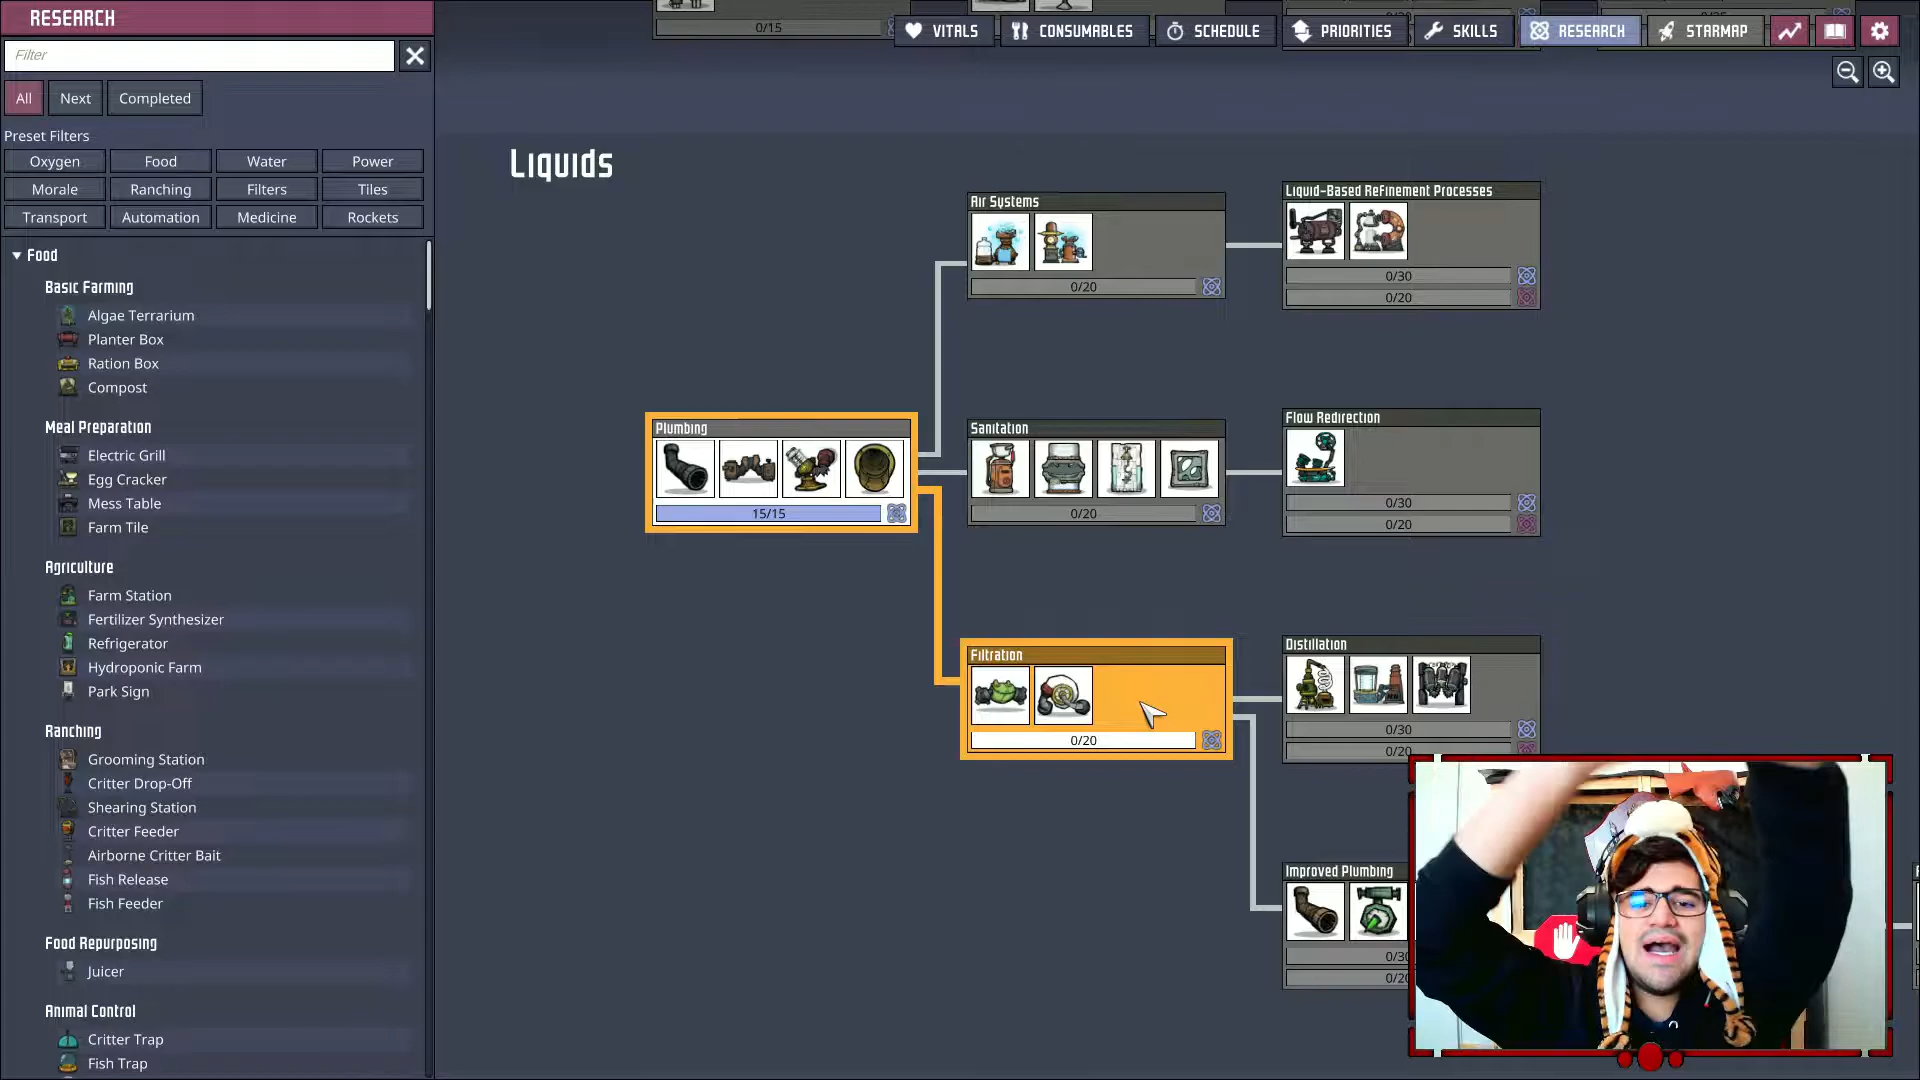 RESEARCH
Filter
All Next Completed
Preset Filters
Oxygen Food Water Power
Morale Ranching Filters Tiles
Transport Automation Medicine Rockets
Food
Basic Farming
Algae Terrarium
Planter Box
Ration Box
Compost
Meal Preparation
Electric Grill
Egg Cracker
Mess Table
Farm Tile
Agriculture
Farm Station
Fertilizer Synthesizer
Refrigerator
Hydroponic Farm
Park Sign
Ranching
Grooming Station
Critter Drop-Off
Shearing Station
Critter Feeder
Airborne Critter Bait
Fish Release
Fish Feeder
Food Repurposing
Juicer
Animal Control
Critter Trap
Fish Trap
0/15
VITALS CONSUMABLES SCHEDULE PRIORITIES SKILLS RESEARCH STARMAP
Liquids
Air Systems
0/20
Liquid-Based Refinement Processes
0/30
0/20
Plumbing
15/15
Sanitation
0/20
Flow Redirection
0/30
0/20
Filtration
0/20
Distillation
0/30
0/20
Improved Plumbing
0/30
0/20